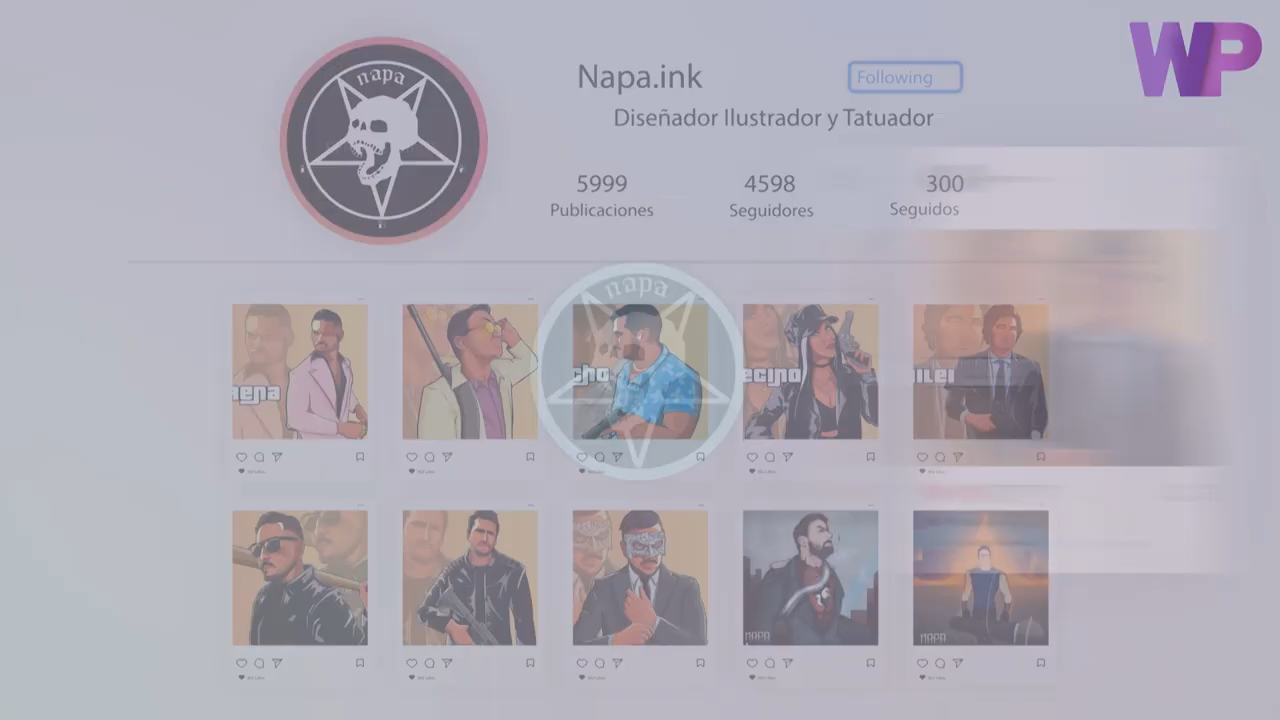 WP
napa
Napa.ink
Following
Diseñador Ilustrador y Tatuador
5999
4598
300
Publicaciones
Seguidores
Seguidos
napa
NAPA
NAPA